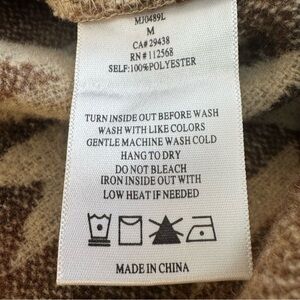 MJ0489L
M
CA# 29438
RN # 112568
SELF: 100%POLYESTER
TURN INSIDE OUT BEFORE WASH
WASH WITH LIKE COLORS
GENTLE MACHINE WASH COLD
HANG TO DRY
DO NOT BLEACH
IRON INSIDE OUT WITH
LOW HEAT IF NEEDED
MADE IN CHINA